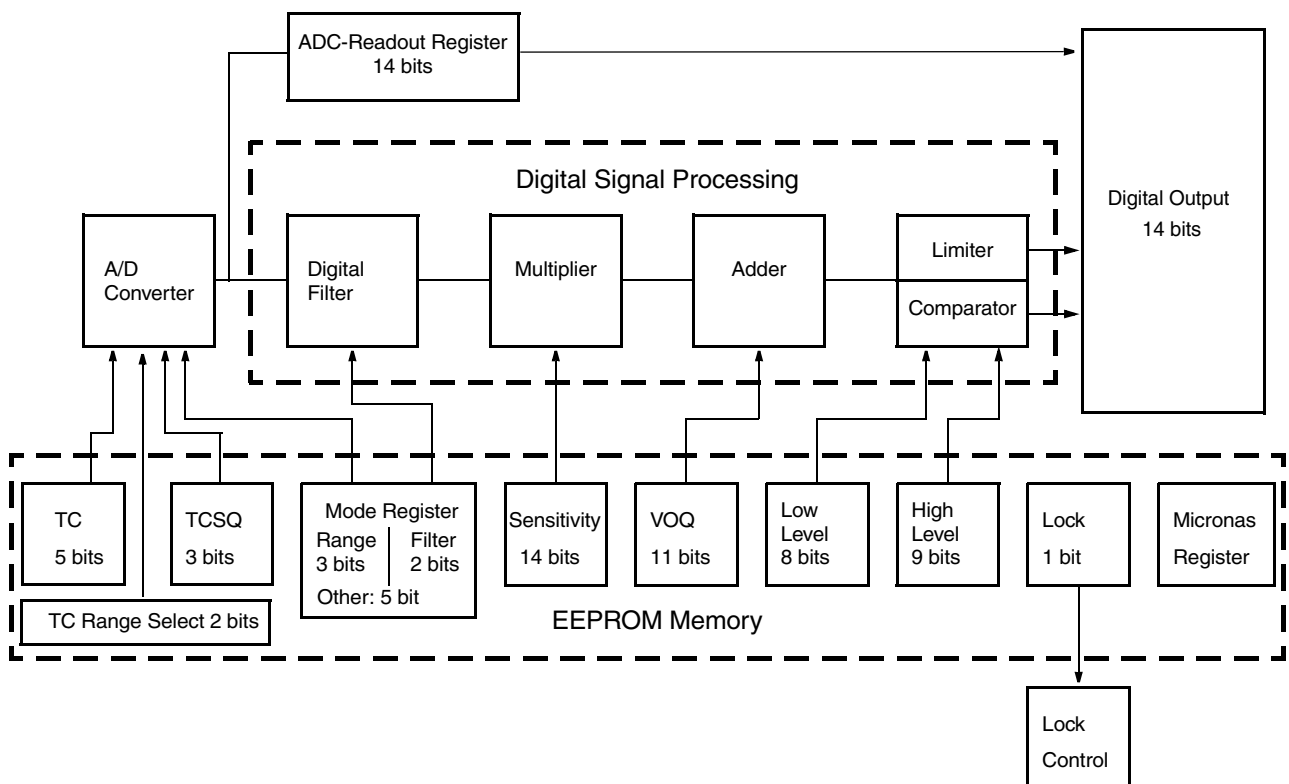 ADC-Readout Register
14 bits
Digital Signal Processing
Digital Output
14 bits
A/D
Converter
Digital
Filter
Multiplier
Adder
Limiter
Comparator
TC
5 bits
TCSQ
3 bits
Mode Register
Range
3 bits
Filter
2 bits
Other: 5 bit
Sensitivity
14 bits
VOQ
11 bits
Low
Level
8 bits
High
Level
9 bits
Lock
1 bit
Micronas
Register
TC Range Select 2 bits
EEPROM Memory
Lock
Control